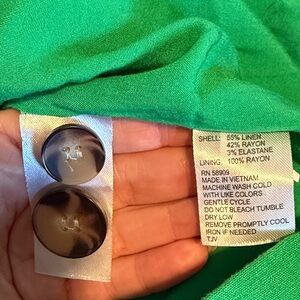 SHELL: 55% LINEN
42% RAYON
3% ELASTANE
LINING: 100% RAYON
RN 58909
MADE IN VIETNAM
MACHINE WASH COLD
WITH LIKE COLORS
GENTLE CYCLE
DO NOT BLEACH TUMBLE
DRY LOW
REMOVE PROMPTLY COOL
IRON IF NEEDED
TJV